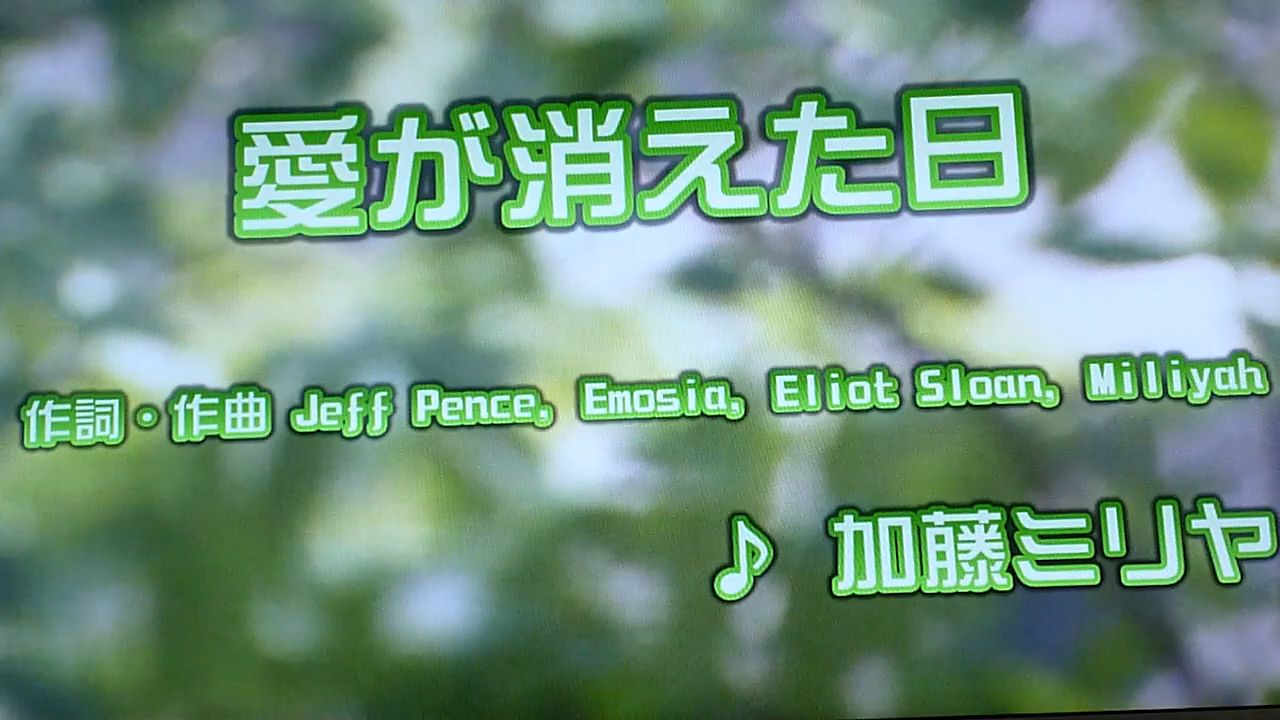 愛が消えた日
作詞・作曲 Jeff Pence, Emosia, Eliot Sloan, Miliyah
♪ 加藤ミリヤ